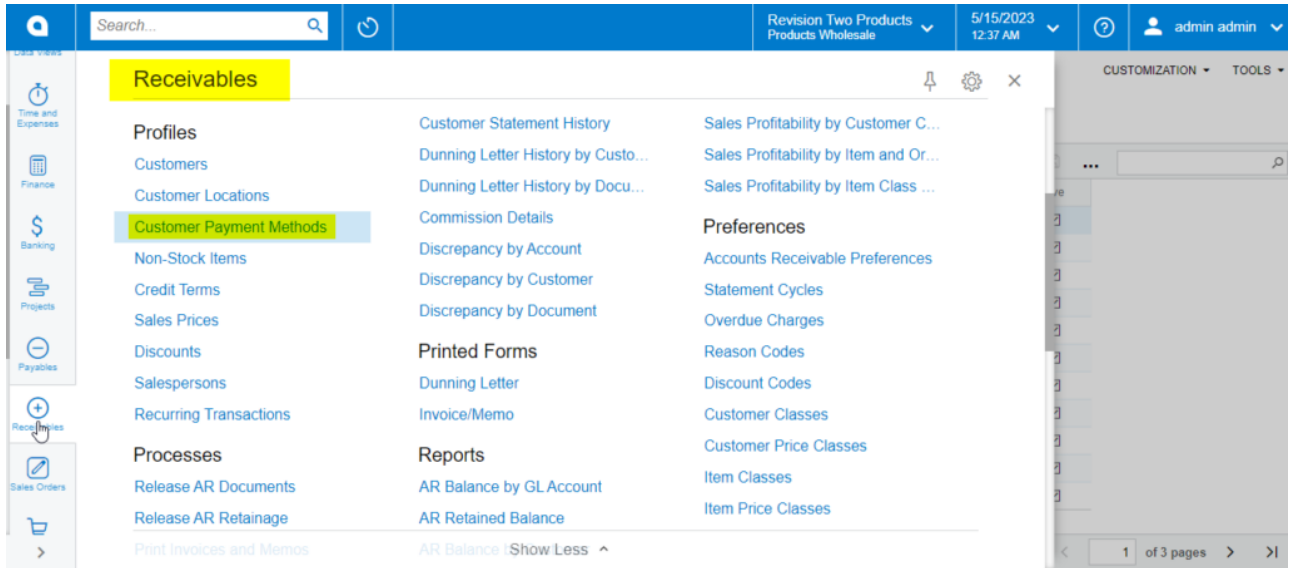 Search...
Revision Two Products
Products Wholesale
5/15/2023
12:37 AM
admin admin
Data Views
Time and
Expenses
Finance
Banking
Projects
Payables
Sales Orders
Receivables
Profiles
Customers
Customer Locations
Customer Payment Methods
Non-Stock Items
Credit Terms
Sales Prices
Discounts
Salespersons
Recurring Transactions
Processes
Release AR Documents
Release AR Retainage
Print Invoices and Memos
Customer Statement History
Dunning Letter History by Custo...
Dunning Letter History by Docu...
Commission Details
Discrepancy by Account
Discrepancy by Customer
Discrepancy by Document
Printed Forms
Dunning Letter
Invoice/Memo
Reports
AR Balance by GL Account
AR Retained Balance
AR Balance
Show Less
Sales Profitability by Customer C...
Sales Profitability by Item and Or...
Sales Profitability by Item Class ...
Preferences
Accounts Receivable Preferences
Statement Cycles
Overdue Charges
Reason Codes
Discount Codes
Customer Classes
Customer Price Classes
Item Classes
Item Price Classes
CUSTOMIZATION
TOOLS
1 of 3 pages